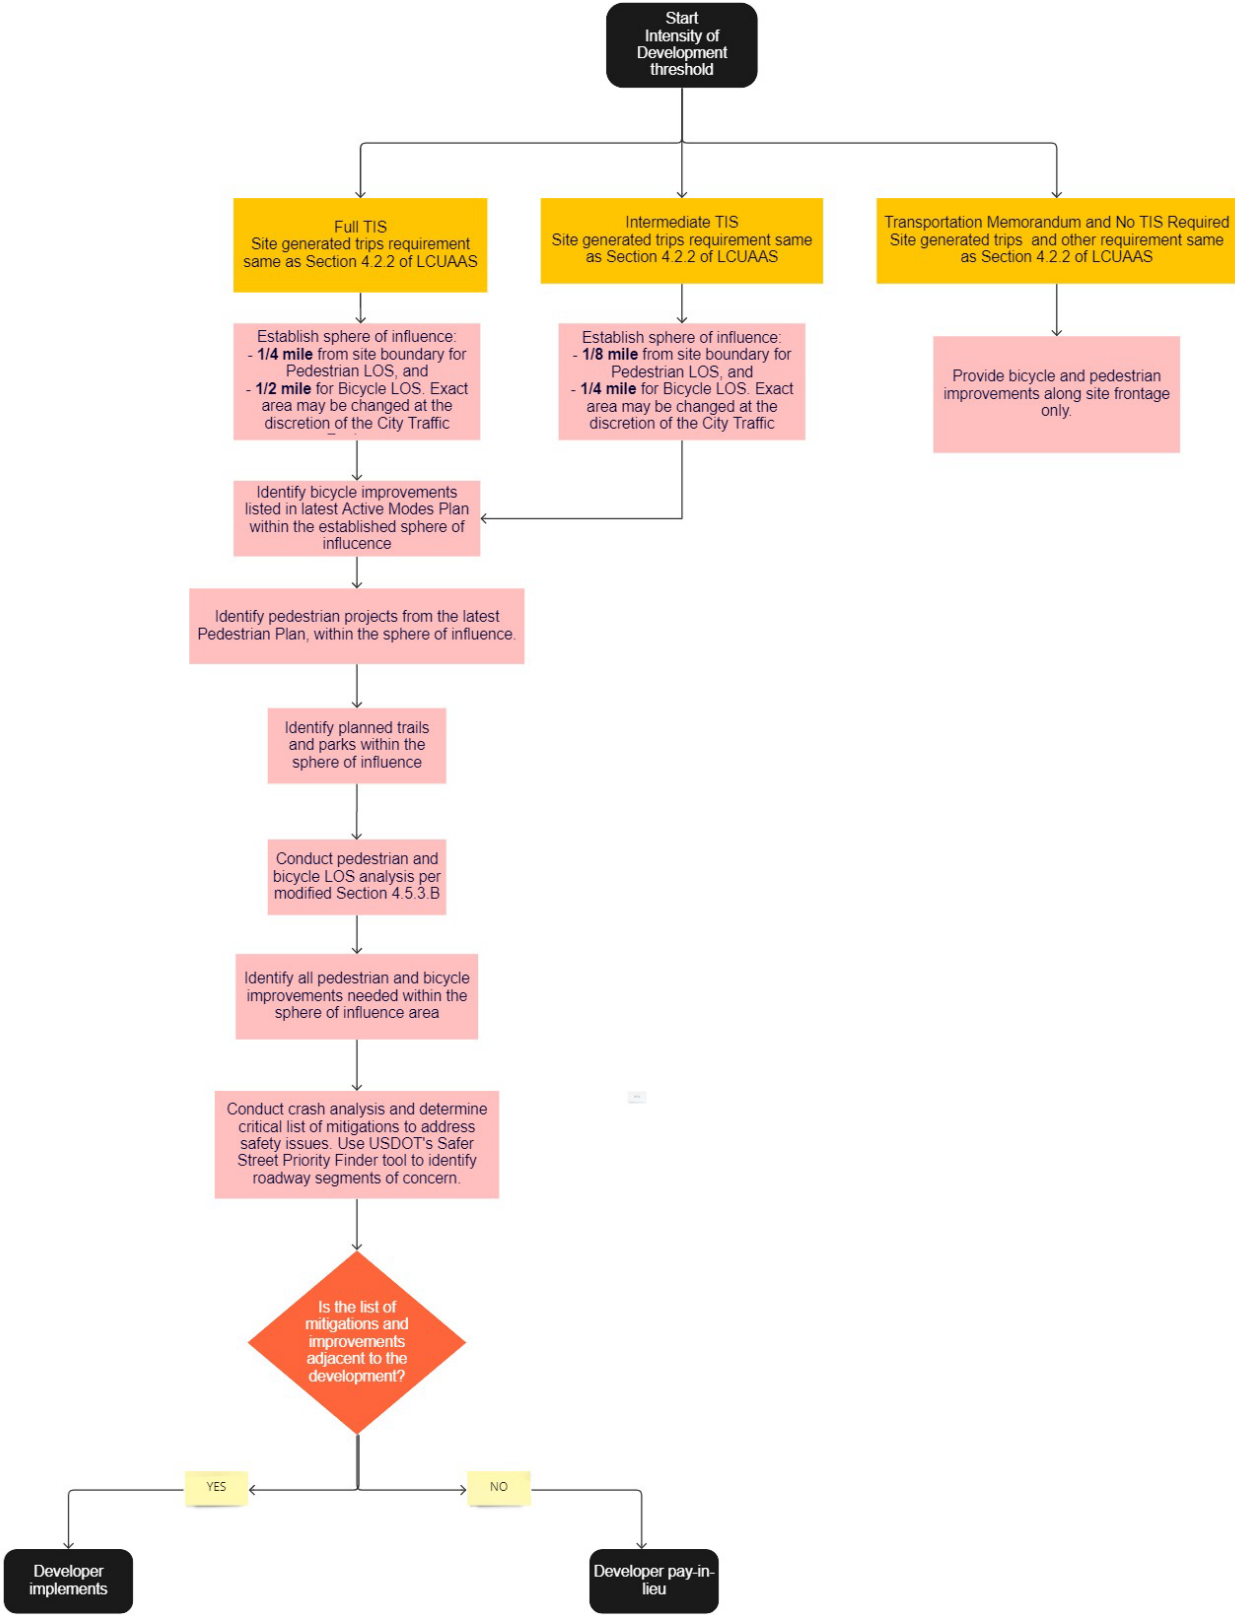 Start
Intensity of
Development
threshold
Full TIS
Site generated trips requirement
same as Section 4.2.2 of LCUAAS
Intermediate TIS
Site generated trips requirement same
as Section 4.2.2 of LCUAAS
Transportation Memorandum and No TIS Required
Site generated trips and other requirement same
as Section 4.2.2 of LCUAAS
Establish sphere of influence:
- 1/4 mile from site boundary for
Pedestrian LOS, and
- 1/2 mile for Bicycle LOS. Exact
area may be changed at the
discretion of the City Traffic
Establish sphere of influence:
- 1/8 mile from site boundary for
Pedestrian LOS, and
- 1/4 mile for Bicycle LOS. Exact
area may be changed at the
discretion of the City Traffic
Provide bicycle and pedestrian
improvements along site frontage
only.
Identify bicycle improvements
listed in latest Active Modes Plan
within the established sphere of
influcence
Identify pedestrian projects from the latest
Pedestrian Plan, within the sphere of influence.
Identify planned trails
and parks within the
sphere of influence
Conduct pedestrian and
bicycle LOS analysis per
modified Section 4.5.3.B
Identify all pedestrian and bicycle
improvements needed within the
sphere of influence area
Conduct crash analysis and determine
critical list of mitigations to address
safety issues. Use USDOT's Safer
Street Priority Finder tool to identify
roadway segments of concern.
Is the list of
mitigations and
improvements
adjacent to the
development?
YES
NO
Developer
implements
Developer pay-in-
lieu